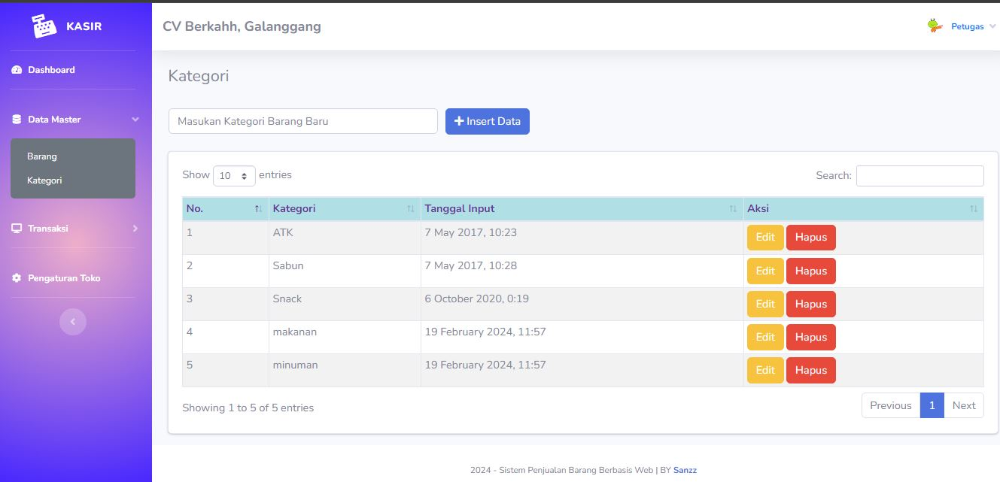 KASIR
CV Berkahh, Galanggang
Petugas
Dashboard
Data Master
Barang
Kategori
Transaksi
Pengaturan Toko
Kategori
Masukan Kategori Barang Baru
Insert Data
Show 10 entries
Search:
No. Kategori Tanggal Input Aksi
1 ATK 7 May 2017, 10:23 Edit Hapus
2 Sabun 7 May 2017, 10:28 Edit Hapus
3 Snack 6 October 2020, 0:19 Edit Hapus
4 makanan 19 February 2024, 11:57 Edit Hapus
5 minuman 19 February 2024, 11:57 Edit Hapus
Showing 1 to 5 of 5 entries
Previous 1 Next
2024 - Sistem Penjualan Barang Berbasis Web | BY Sanzz